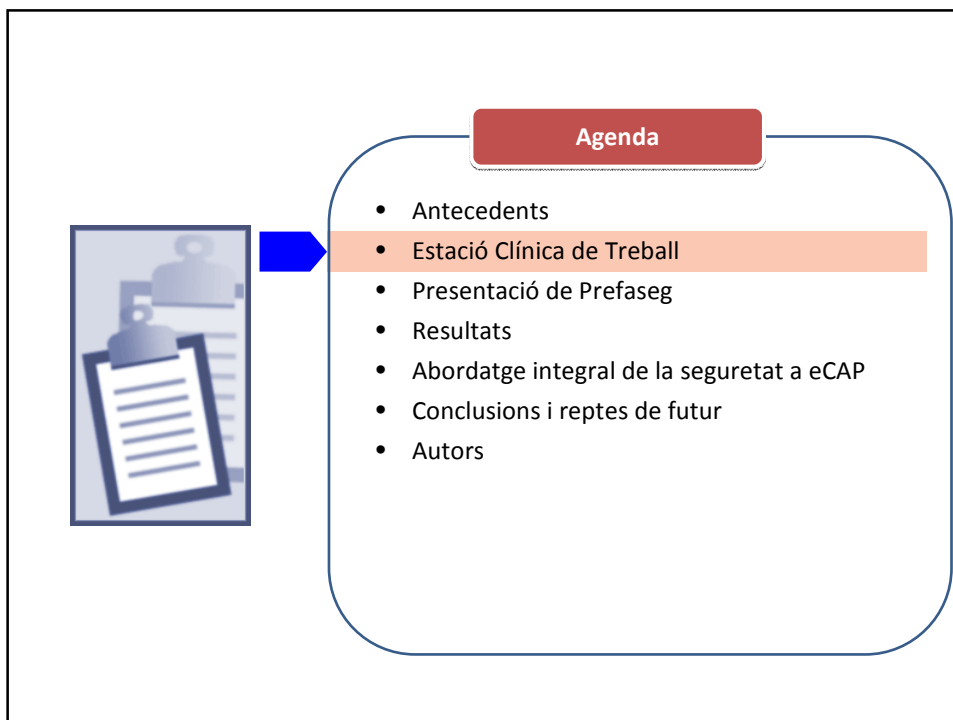 Agenda
• Antecedents
• Estació Clínica de Treball
• Presentació de Prefaseg
• Resultats
• Abordatge integral de la seguretat a eCAP
• Conclusions i reptes de futur
• Autors